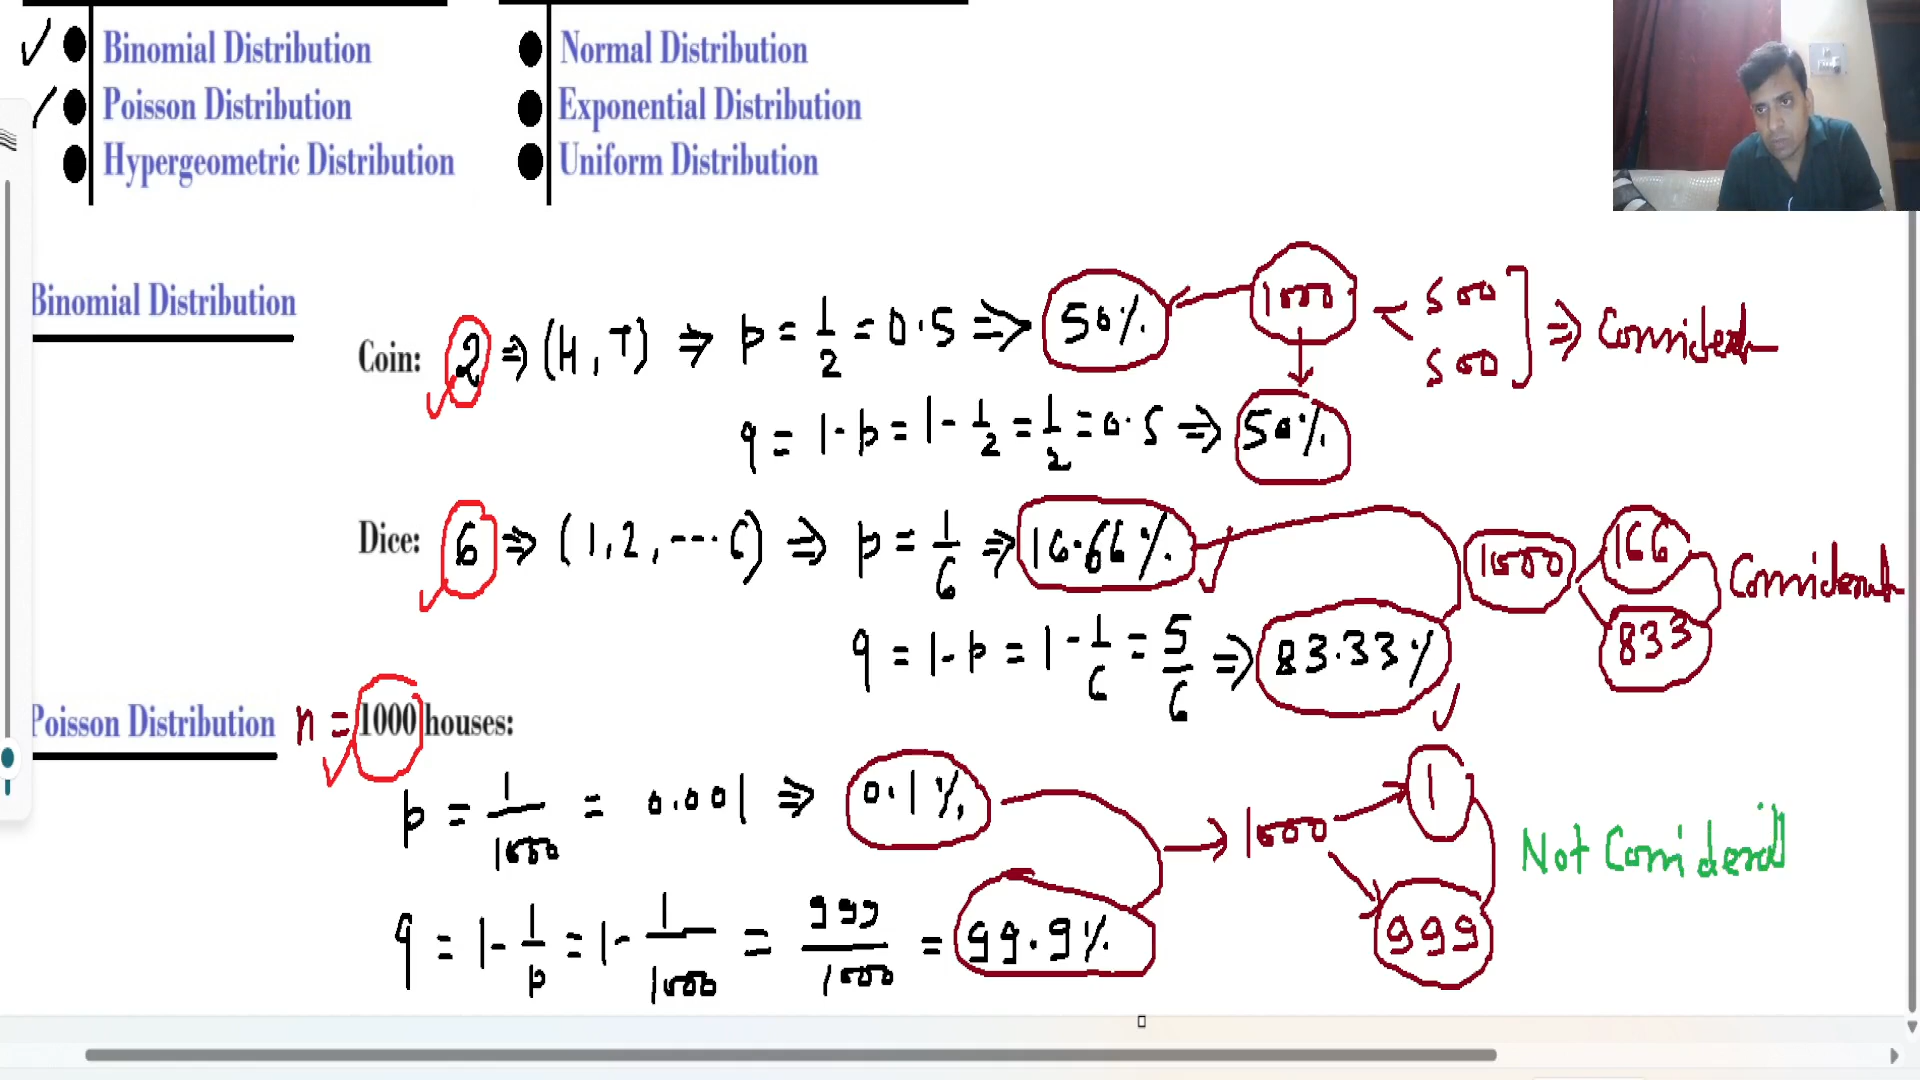 Binomial Distribution
Poisson Distribution
Hypergeometric Distribution
Normal Distribution
Exponential Distribution
Uniform Distribution
Binomial Distribution
Coin: 2 ⇒ (H, T) ⇒ p = 1/2 = 0.5 ⇒ 50% 1000 < 500 500 ] ⇒ Considerd
q = 1 - p = 1 - 1/2 = 1/2 = 0.5 ⇒ 50%
Dice: 6 ⇒ (1, 2, --- 6) ⇒ p = 1/6 ⇒ 16.66% 1000 166 833 Considerd
q = 1 - p = 1 - 1/6 = 5/6 ⇒ 83.33%
Poisson Distribution n = 1000 houses:
p = 1/1000 = 0.001 ⇒ 0.1% → 1000 1 999 Not Considerd
q = 1 - 1/p = 1 - 1/1000 = 999/1000 = 99.9%